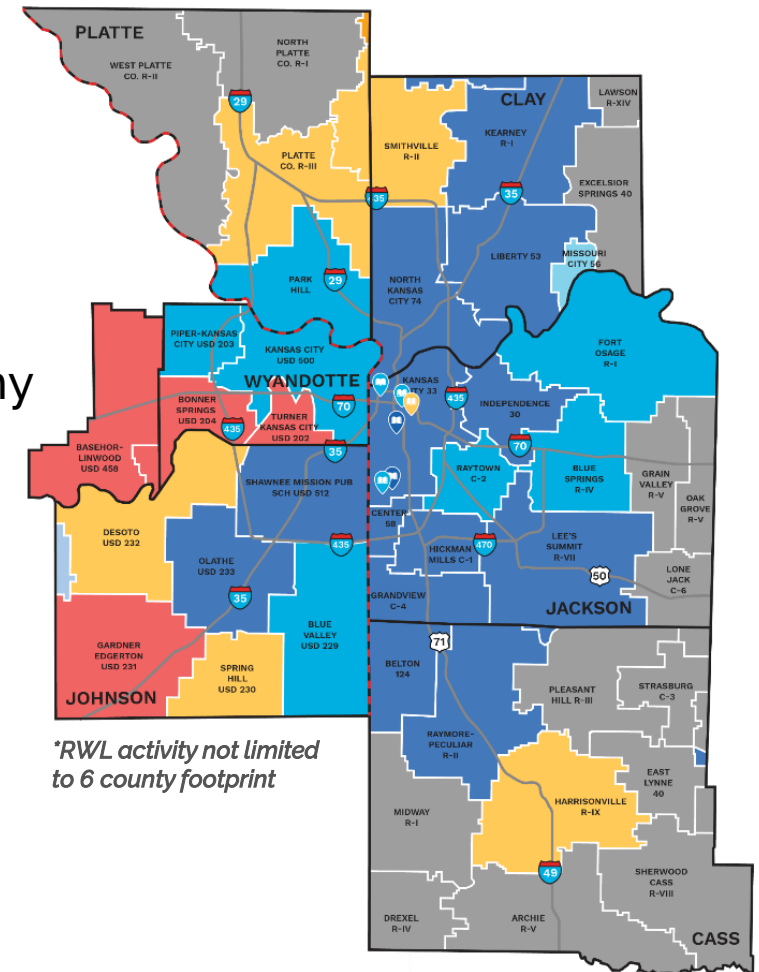 PLATTE
WEST PLATTE
CO. R-II
NORTH
PLATTE
CO. R-I
29
PLATTE
CO. R-III
SMITHVILLE
R-II
CLAY
KEARNEY
R-I
LAWSON
R-XIV
EXCELSIOR
SPRINGS 40
435
35
LIBERTY 53
MISSOURI
CITY 56
PARK
HILL
29
NORTH
KANSAS
CITY 74
PIPER-KANSAS
CITY USD 203
KANSAS CITY
USD 500
FORT
OSAGE
R-I
ny
WYANDOTTE
KANSAS
CITY 33
435
INDEPENDENCE
30
BONNER
SPRINGS
USD 204
435
TURNER
KANSAS CITY
USD 202
70
35
70
BASEHOR-
LINWOOD
USD 458
SHAWNEE MISSION PUB
SCH USD 512
RAYTOWN
C-2
BLUE
SPRINGS
R-IV
GRAIN
VALLEY
R-V
OAK
GROVE
R-V
CENTER
58
DESOTO
USD 232
435
HICKMAN
MILLS C-1
470
LEE'S
SUMMIT
R-VII
50
LONE
JACK
C-6
OLATHE
USD 233
35
GRANDVIEW
C-4
JACKSON
GARDNER
EDGERTON
USD 231
BLUE
VALLEY
USD 229
SPRING
HILL
USD 230
JOHNSON
71
BELTON
124
PLEASANT
HILL R-III
STRASBURG
C-3
RAYMORE-
PECULIAR
R-II
*RWL activity not limited
to 6 county footprint
EAST
LYNNE
40
MIDWAY
R-I
HARRISONVILLE
R-IX
49
SHERWOOD
CASS
R-VIII
DREXEL
R-IV
ARCHIE
R-V
CASS